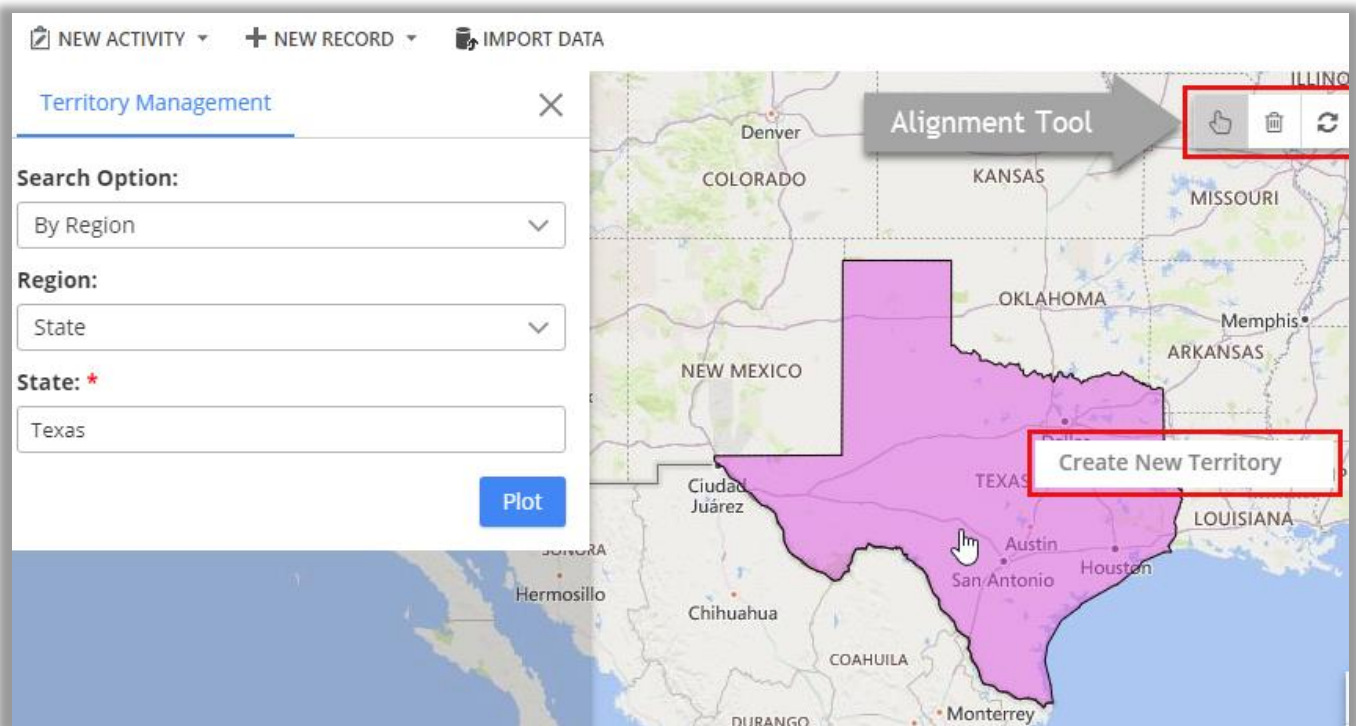 NEW ACTIVITY
NEW RECORD
IMPORT DATA
Territory Management
Search Option:
By Region
Region:
State
State: *
Texas
Plot
Alignment Tool
ILLINO
Denver
COLORADO
KANSAS
MISSOURI
OKLAHOMA
Memphis
ARKANSAS
NEW MEXICO
Dallas
Create New Territory
TEXAS
Ciudad
Juárez
LOUISIANA
Austin
San Antonio
Houston
Hermosillo
Chihuahua
COAHUILA
Monterrey
DURANGO